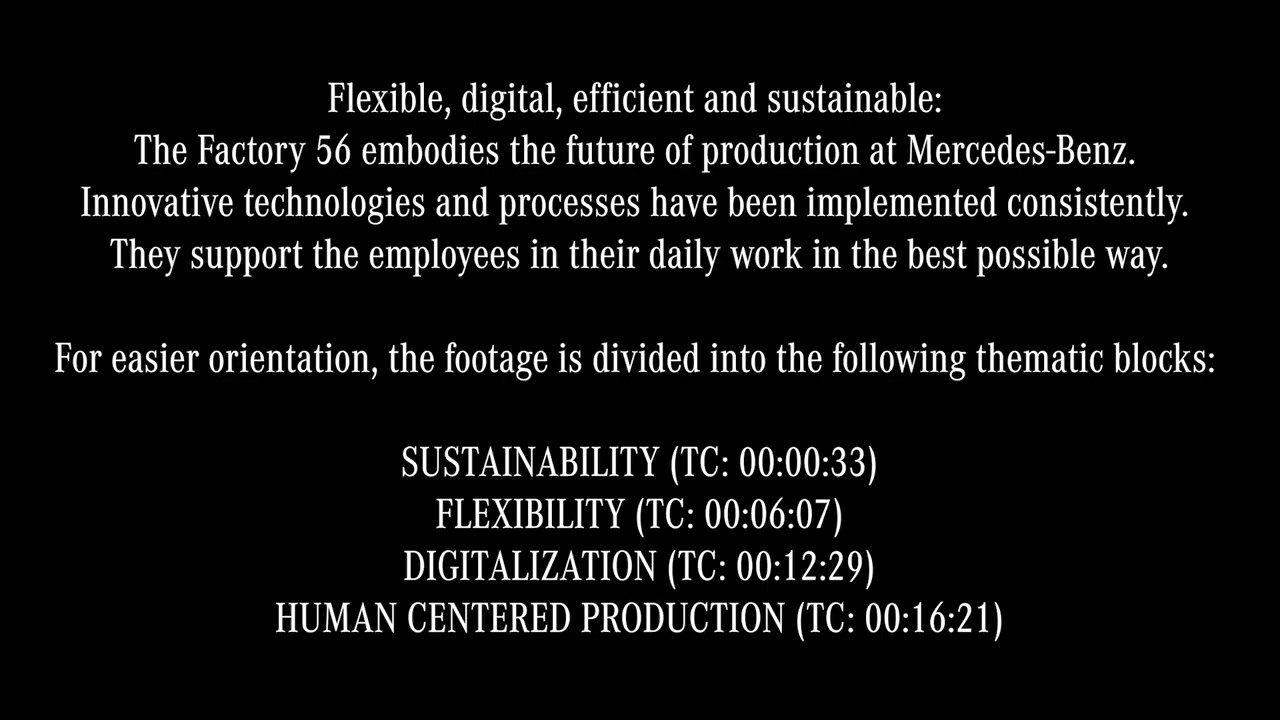 Flexible, digital, efficient and sustainable:
The Factory 56 embodies the future of production at Mercedes-Benz.
Innovative technologies and processes have been implemented consistently.
They support the employees in their daily work in the best possible way.
For easier orientation, the footage is divided into the following thematic blocks:
SUSTAINABILITY (TC: 00:00:33)
FLEXIBILITY (TC: 00:06:07)
DIGITALIZATION (TC: 00:12:29)
HUMAN CENTERED PRODUCTION (TC: 00:16:21)